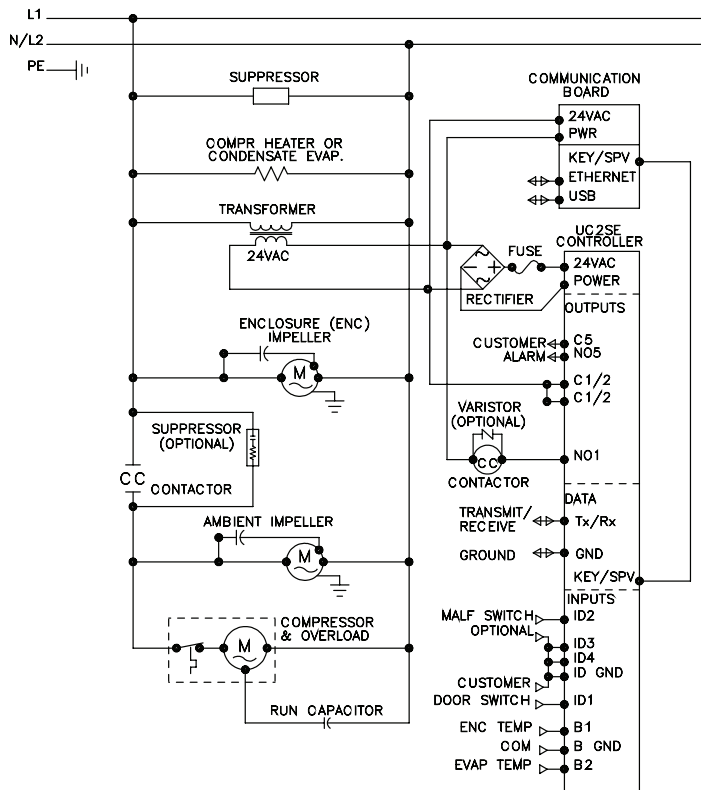 L1
N/L2
PE
SUPPRESSOR
COMPR HEATER OR
CONDENSATE EVAP.
TRANSFORMER
24VAC
ENCLOSURE (ENC)
IMPELLER
M
SUPPRESSOR
(OPTIONAL)
CC
CONTACTOR
AMBIENT IMPELLER
M
COMPRESSOR
& OVERLOAD
M
RUN CAPACITOR
COMMUNICATION
BOARD
24VAC
PWR
KEY/SPV
ETHERNET
USB
UC2SE
CONTROLLER
FUSE
24VAC
POWER
RECTIFIER
OUTPUTS
CUSTOMER
ALARM
C5
NO5
C1/2
C1/2
VARISTOR
(OPTIONAL)
CC
CONTACTOR
NO1
DATA
TRANSMIT/
RECEIVE
Tx/Rx
GROUND
GND
KEY/SPV
INPUTS
MALF SWITCH
ID2
OPTIONAL
ID3
ID4
ID GND
CUSTOMER
DOOR SWITCH
ID1
ENC TEMP
B1
COM
B GND
EVAP TEMP
B2